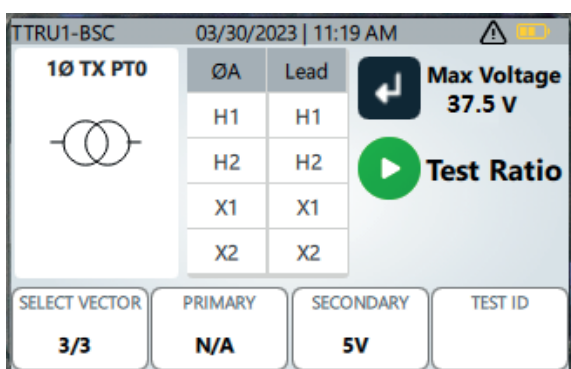 TTRU1-BSC 03/30/2023 | 11:19 AM
1Ø TX PT0
ØA Lead
H1 H1
H2 H2
X1 X1
X2 X2
Max Voltage
37.5 V
Test Ratio
SELECT VECTOR PRIMARY SECONDARY TEST ID
3/3 N/A 5V